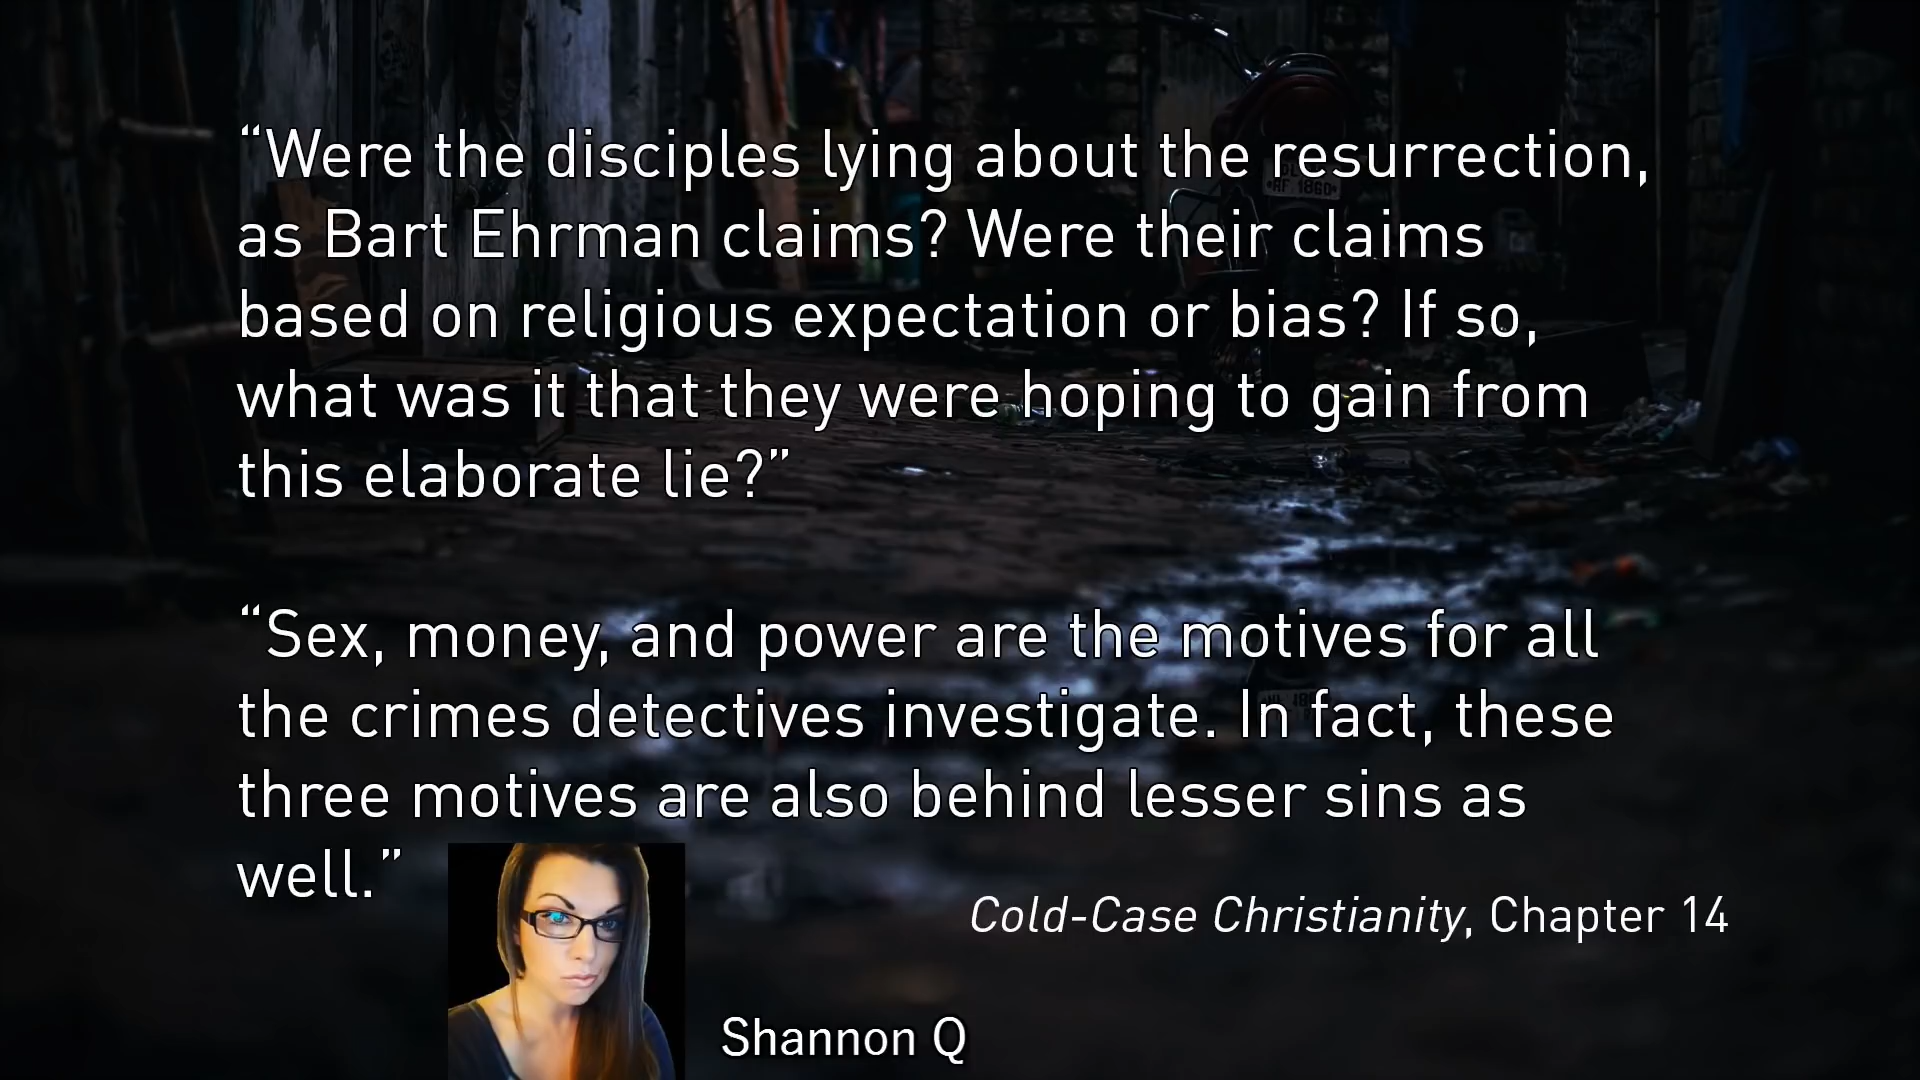 “Were the disciples lying about the resurrection,
as Bart Ehrman claims? Were their claims
based on religious expectation or bias? If so,
what was it that they were hoping to gain from
this elaborate lie?”
“Sex, money, and power are the motives for all
the crimes detectives investigate. In fact, these
three motives are also behind lesser sins as
well.”
Cold-Case Christianity, Chapter 14
Shannon Q